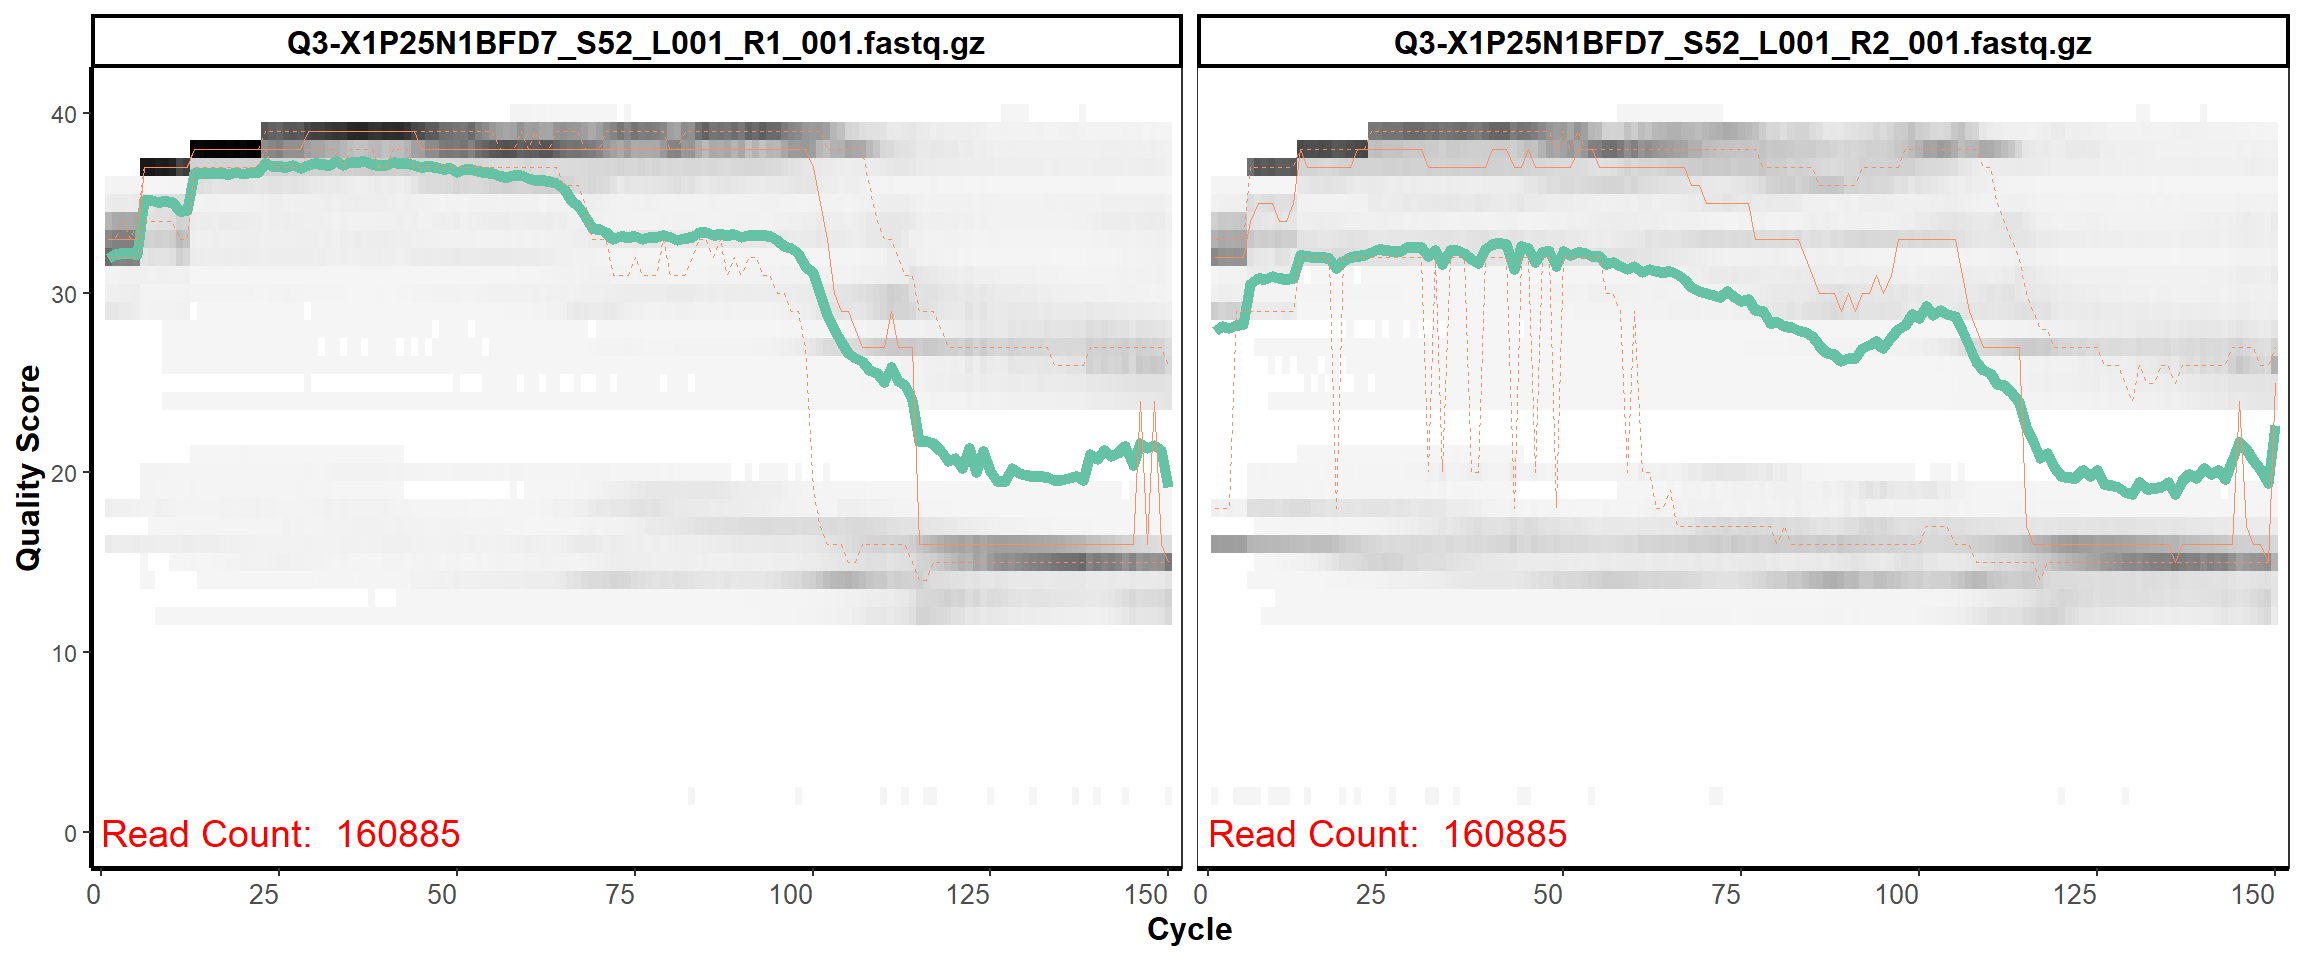 Q3-X1P25N1BFD7_S52_L001_R1_001.fastq.gz
Q3-X1P25N1BFD7_S52_L001_R2_001.fastq.gz
40
30
20
10
0
Quality Score
Read Count: 160885
Read Count: 160885
0 25 50 75 100 125 150
0 25 50 75 100 125 150
Cycle